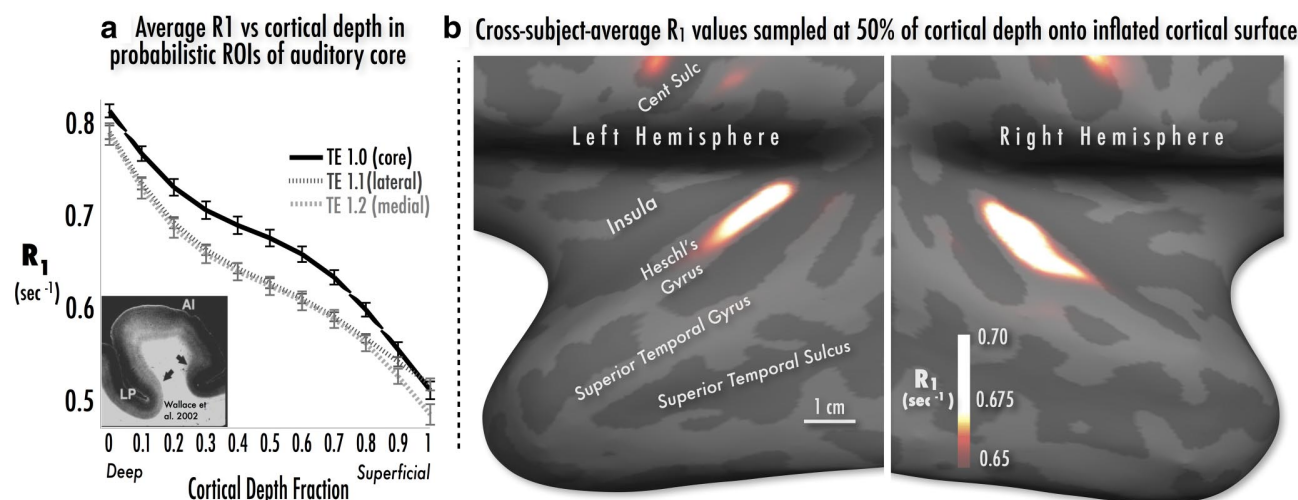 a Average R1 vs cortical depth in
probabilistic ROIs of auditory core
0.8
0.7
0.6
0.5
R₁
(sec⁻¹)
TE 1.0 (core)
TE 1.1 (lateral)
TE 1.2 (medial)
AI
LP
Wallace et
al. 2002
0 0.1 0.2 0.3 0.4 0.5 0.6 0.7 0.8 0.9 1
Deep Superficial
Cortical Depth Fraction
b Cross-subject-average R₁ values sampled at 50% of cortical depth onto inflated cortical surface
Cent Sulc
Left Hemisphere
Insula
Heschl's
Gyrus
Superior Temporal Gyrus
Superior Temporal Sulcus
1 cm
Right Hemisphere
R₁
(sec⁻¹)
0.70
0.675
0.65